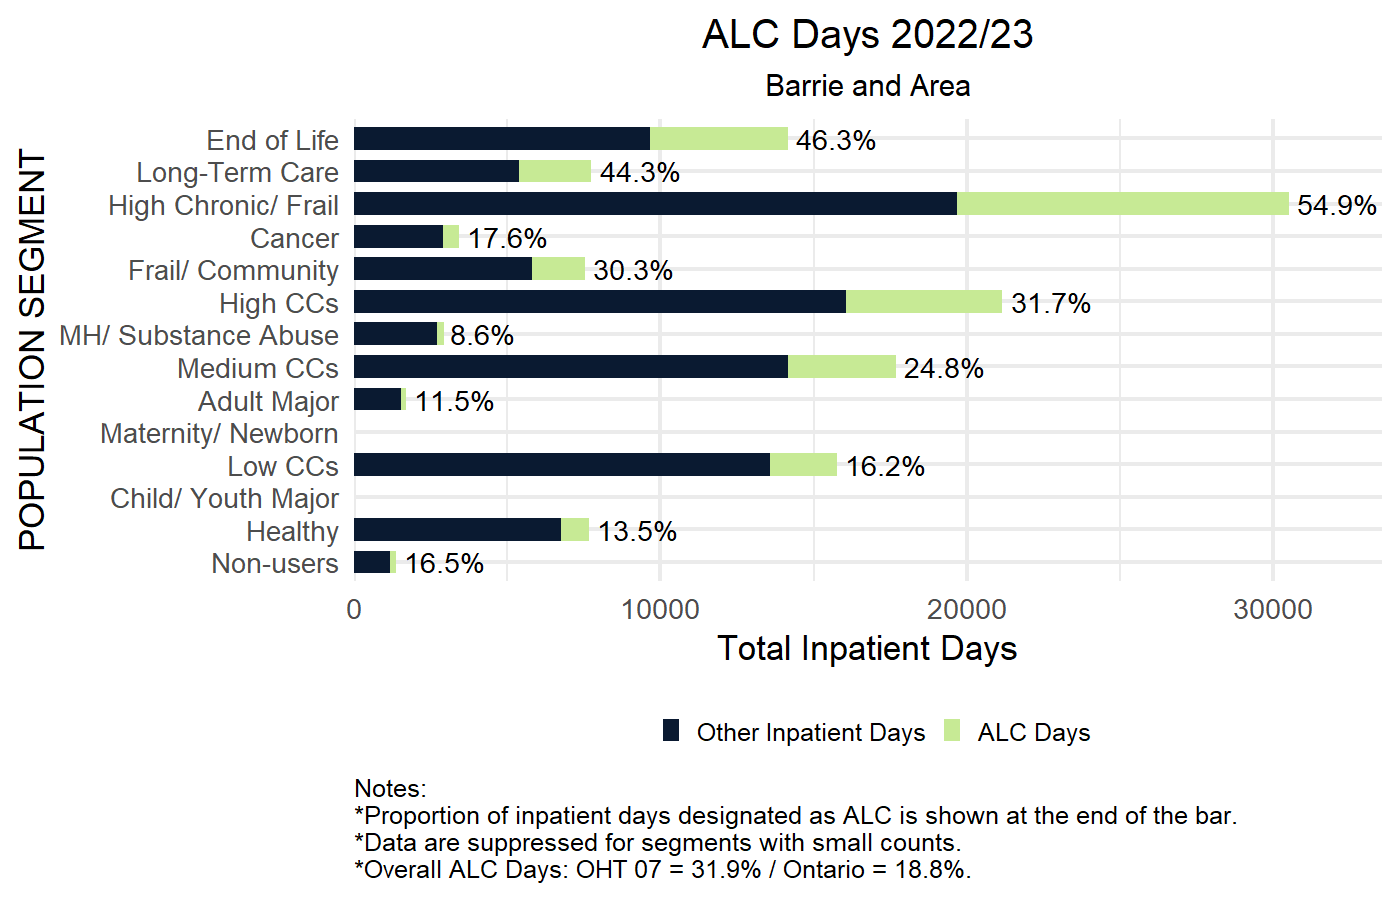 ALC Days 2022/23
Barrie and Area
POPULATION SEGMENT
End of Life 46.3%
Long-Term Care 44.3%
High Chronic/ Frail 54.9%
Cancer 17.6%
Frail/ Community 30.3%
High CCs 31.7%
MH/ Substance Abuse 8.6%
Medium CCs 24.8%
Adult Major 11.5%
Maternity/ Newborn
Low CCs 16.2%
Child/ Youth Major
Healthy 13.5%
Non-users 16.5%
0 10000 20000 30000
Total Inpatient Days
Other Inpatient Days ALC Days
Notes:
*Proportion of inpatient days designated as ALC is shown at the end of the bar.
*Data are suppressed for segments with small counts.
*Overall ALC Days: OHT 07 = 31.9% / Ontario = 18.8%.